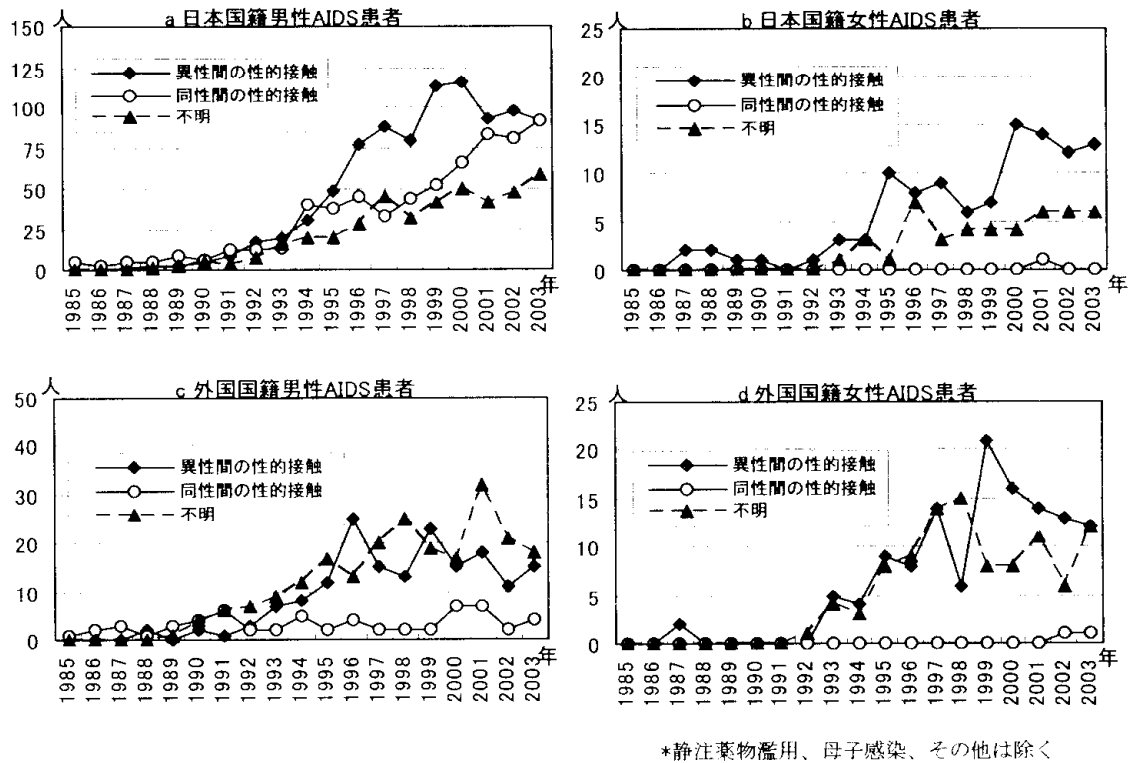 a 日本国籍男性AIDS患者
人
150
125
100
75
50
25
0
異性間の性的接触
同性間の性的接触
不明
1985 1986 1987 1988 1989 1990 1991 1992 1993 1994 1995 1996 1997 1998 1999 2000 2001 2002 2003
年
b 日本国籍女性AIDS患者
人
25
20
15
10
5
0
異性間の性的接触
同性間の性的接触
不明
1985 1986 1987 1988 1989 1990 1991 1992 1993 1994 1995 1996 1997 1998 1999 2000 2001 2002 2003
年
c 外国国籍男性AIDS患者
人
50
40
30
20
10
0
異性間の性的接触
同性間の性的接触
不明
1985 1986 1987 1988 1989 1990 1991 1992 1993 1994 1995 1996 1997 1998 1999 2000 2001 2002 2003
年
d 外国国籍女性AIDS患者
人
25
20
15
10
5
0
異性間の性的接触
同性間の性的接触
不明
1985 1986 1987 1988 1989 1990 1991 1992 1993 1994 1995 1996 1997 1998 1999 2000 2001 2002 2003
年
*静注薬物濫用、母子感染、その他は除く